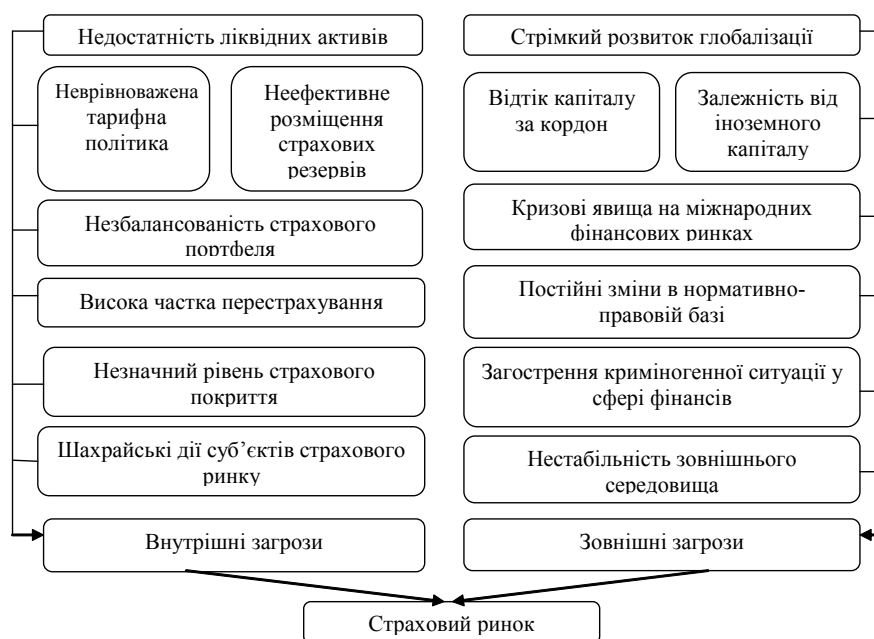 Недостатність ліквідних активів
Неврівноважена
тарифна
політика
Неефективне
розміщення
страхових
резервів
Незбалансованість страхового
портфеля
Висока частка перестрахування
Незначний рівень страхового
покриття
Шахрайські дії суб’єктів страхового
ринку
Внутрішні загрози
Стрімкий розвиток глобалізації
Відтік капіталу
за кордон
Залежність від
іноземного
капіталу
Кризові явища на міжнародних
фінансових ринках
Постійні зміни в нормативно-
правовій базі
Загострення криміногенної ситуації у
сфері фінансів
Нестабільність зовнішнього
середовища
Зовнішні загрози
Страховий ринок